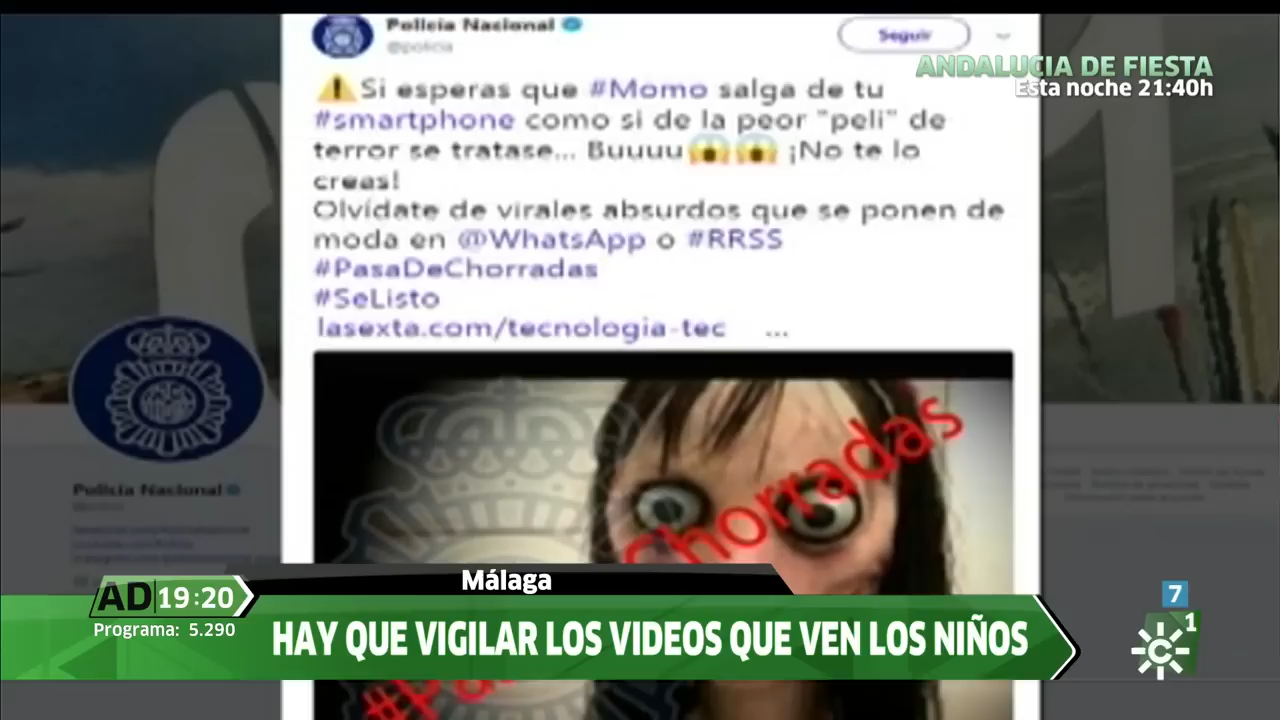 Policía Nacional
@policia
Seguir
ANDALUCIA DE FIESTA
Esta noche 21:40h
⚠️Si esperas que #Momo salga de tu
#smartphone como si de la peor "peli" de
terror se tratase... Buuuu😱😱 ¡No te lo
creas!
Olvídate de virales absurdos que se ponen de
moda en @WhatsApp o #RRSS
#PasaDeChorradas
#SeListo
lasexta.com/tecnologia-tec ...
Chorradas
Policía Nacional
Málaga
AD 19:20
Programa: 5.290
HAY QUE VIGILAR LOS VIDEOS QUE VEN LOS NIÑOS
7
1